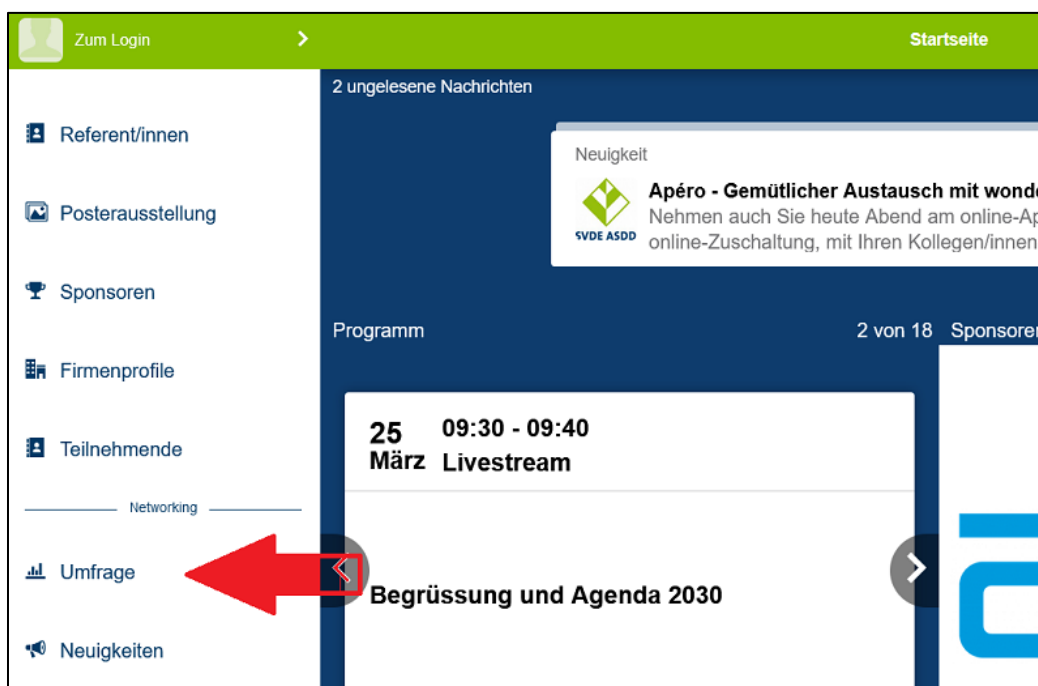 Zum Login
Startseite
2 ungelesene Nachrichten
Referent/innen
Posterausstellung
Sponsoren
Firmenprofile
Teilnehmende
Networking
Umfrage
Neuigkeiten
Neuigkeit
SVDE ASDD
Apéro - Gemütlicher Austausch mit
Nehmen auch Sie heute Abend am
online-Zuschaltung, mit Ihren Kollegen/innen
Programm
2 von 18
25
März
09:30 - 09:40
Livestream
Begrüssung und Agenda 2030